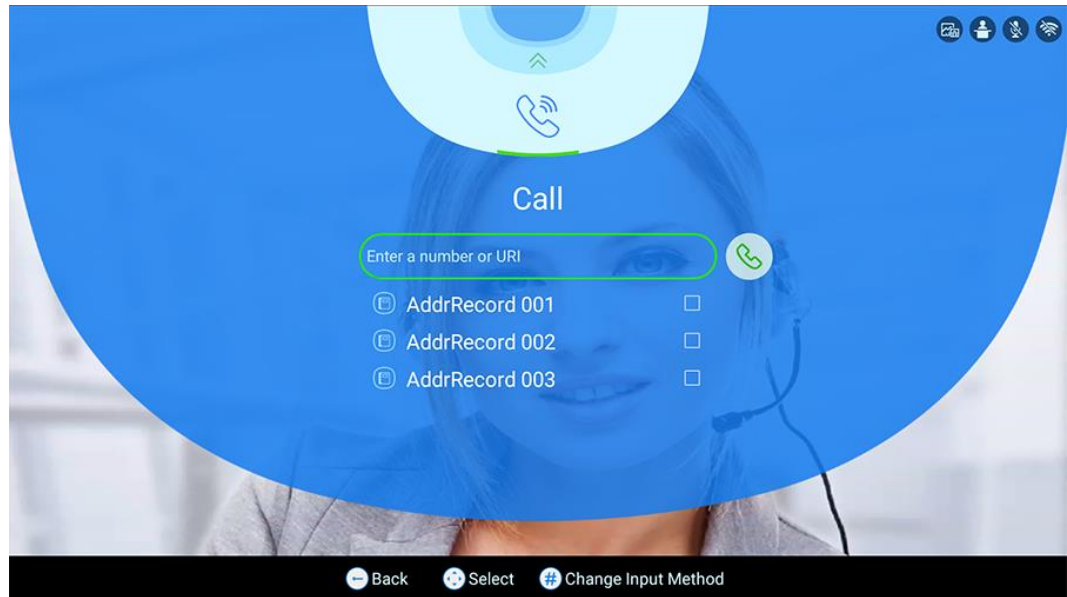 Call
Enter a number or URI
AddrRecord 001
AddrRecord 002
AddrRecord 003
Back Select # Change Input Method